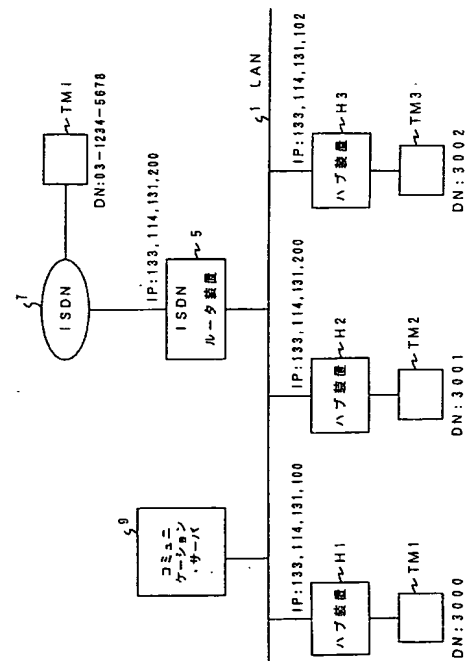 7
ISDN
TMi
DN:03-1234-5678
IP:133,114,131,200
5
ISDN
ルータ装置
9
コミュニ
ケーション
・サーバ
1 LAN
IP:133,114,131,100
H1
ハブ装置
TM1
DN:3000
IP:133,114,131,200
H2
ハブ装置
TM2
DN:3001
IP:133,114,131,102
H3
ハブ装置
TM3
DN:3002